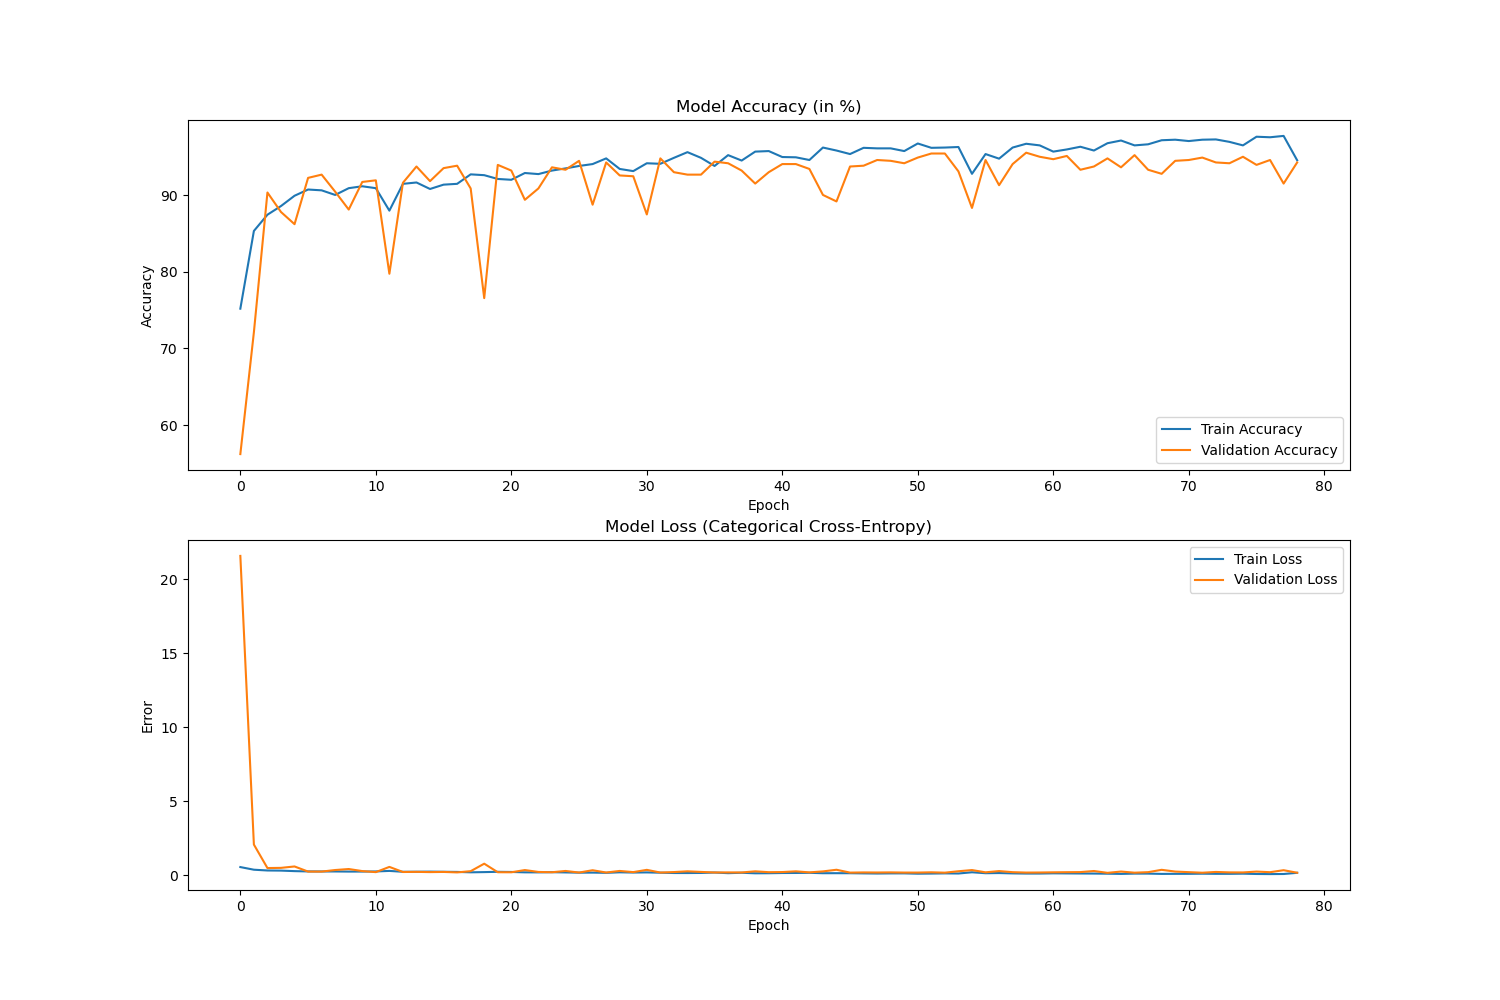 Model Accuracy (in %)
Accuracy
90
80
70
60
Train Accuracy
Validation Accuracy
0 10 20 30 40 50 60 70 80
Epoch
Model Loss (Categorical Cross-Entropy)
Error
20
15
10
5
0
Train Loss
Validation Loss
0 10 20 30 40 50 60 70 80
Epoch